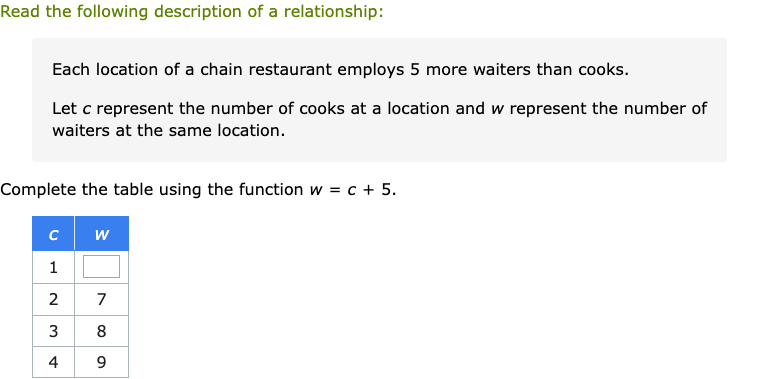 Read the following description of a relationship:
Each location of a chain restaurant employs 5 more waiters than cooks.
Let c represent the number of cooks at a location and w represent the number of
waiters at the same location.
Complete the table using the function w = c + 5.
c w
1
2 7
3 8
4 9